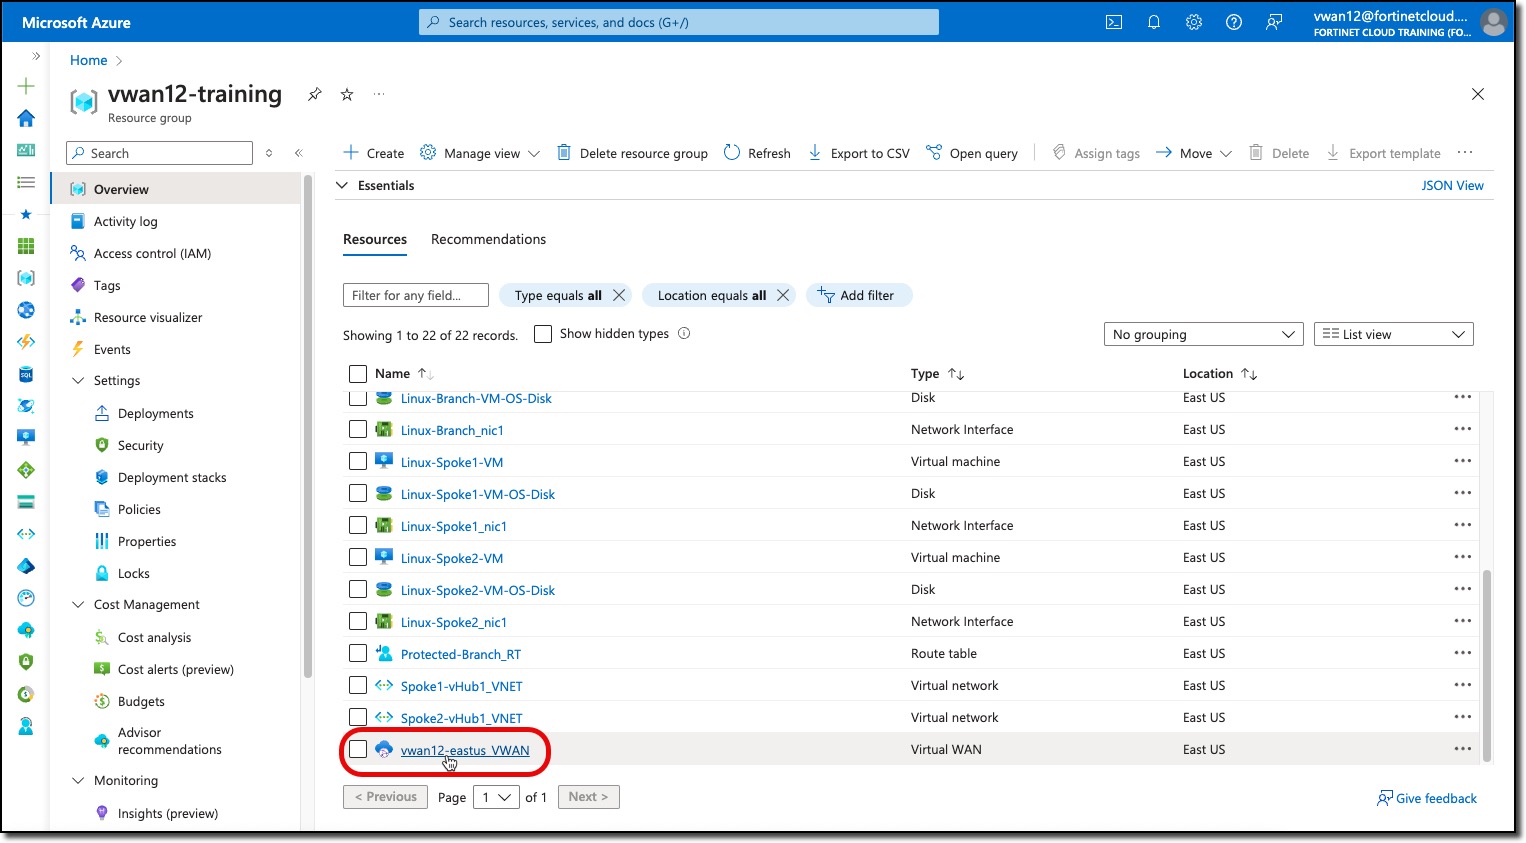 Microsoft Azure
Search resources, services, and docs (G+/)
vwan12@fortinetcloud....
FORTINET CLOUD TRAINING (FO...
Home
vwan12-training
Resource group
Search
Create
Manage view
Delete resource group
Refresh
Export to CSV
Open query
Assign tags
Move
Delete
Export template
Essentials
JSON View
Overview
Activity log
Access control (IAM)
Tags
Resource visualizer
Events
Settings
Deployments
Security
Deployment stacks
Policies
Properties
Locks
Cost Management
Cost analysis
Cost alerts (preview)
Budgets
Advisor
recommendations
Monitoring
Insights (preview)
Resources Recommendations
Filter for any field...
Type equals all
Location equals all
Add filter
Showing 1 to 22 of 22 records.
Show hidden types
No grouping
List view
Name Type Location
Linux-Branch-VM-OS-Disk Disk East US
Linux-Branch_nic1 Network Interface East US
Linux-Spoke1-VM Virtual machine East US
Linux-Spoke1-VM-OS-Disk Disk East US
Linux-Spoke1_nic1 Network Interface East US
Linux-Spoke2-VM Virtual machine East US
Linux-Spoke2-VM-OS-Disk Disk East US
Linux-Spoke2_nic1 Network Interface East US
Protected-Branch_RT Route table East US
Spoke1-vHub1_VNET Virtual network East US
Spoke2-vHub1_VNET Virtual network East US
vwan12-eastus_VWAN Virtual WAN East US
< Previous Page 1 of 1 Next >
Give feedback